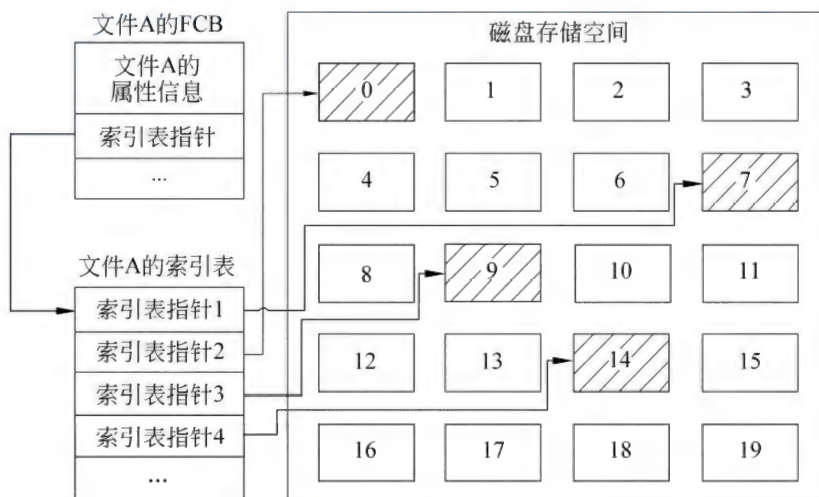 文件A的FCB
文件A的
属性信息
索引表指针
...
文件A的索引表
索引表指针1
索引表指针2
索引表指针3
索引表指针4
...
磁盘存储空间
0 1 2 3
4 5 6 7
8 9 10 11
12 13 14 15
16 17 18 19